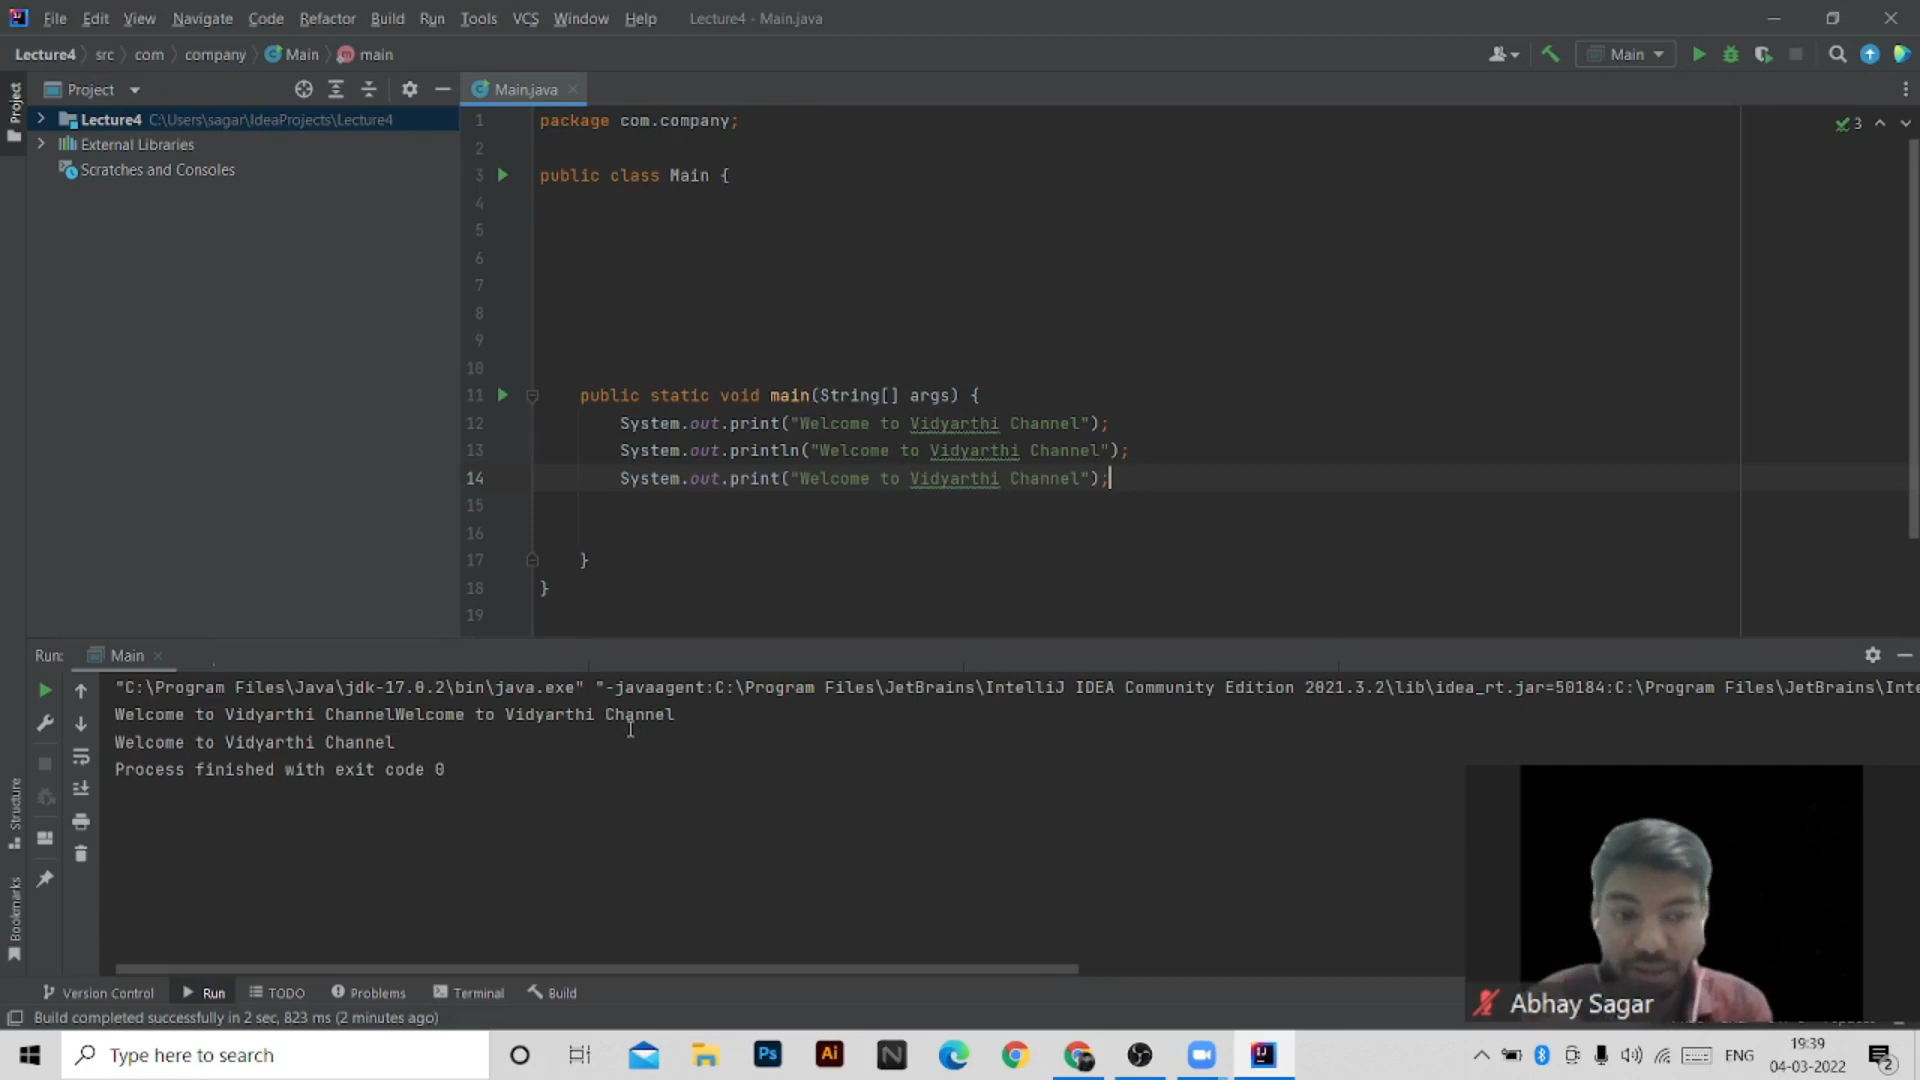 File Edit View Navigate Code Refactor Build Run Tools VCS Window Help Lecture4 - Main.java
Lecture4 src com company Main main Main
Project
Project Main.java
Lecture4 C:\Users\sagar\IdeaProjects\Lecture4
External Libraries
Scratches and Consoles
3
1 package com.company;
2
3 public class Main {
4
5
6
7
8
9
10
11 public static void main(String[] args) {
12 System.out.print("Welcome to Vidyarthi Channel");
13 System.out.println("Welcome to Vidyarthi Channel");
14 System.out.print("Welcome to Vidyarthi Channel");
15
16
17 }
18 }
19
Run: Main
"C:\Program Files\Java\jdk-17.0.2\bin\java.exe" "-javaagent:C:\Program Files\JetBrains\IntelliJ IDEA Community Edition 2021.3.2\lib\idea_rt.jar=50184:C:\Program Files\JetBrains\Inte
Welcome to Vidyarthi ChannelWelcome to Vidyarthi Channel
Welcome to Vidyarthi Channel
Process finished with exit code 0
Structure
Bookmarks
Version Control Run TODO Problems Terminal Build
Build completed successfully in 2 sec, 823 ms (2 minutes ago)
Abhay Sagar
Type here to search Ps Ai N ENG 19:39
04-03-2022 2